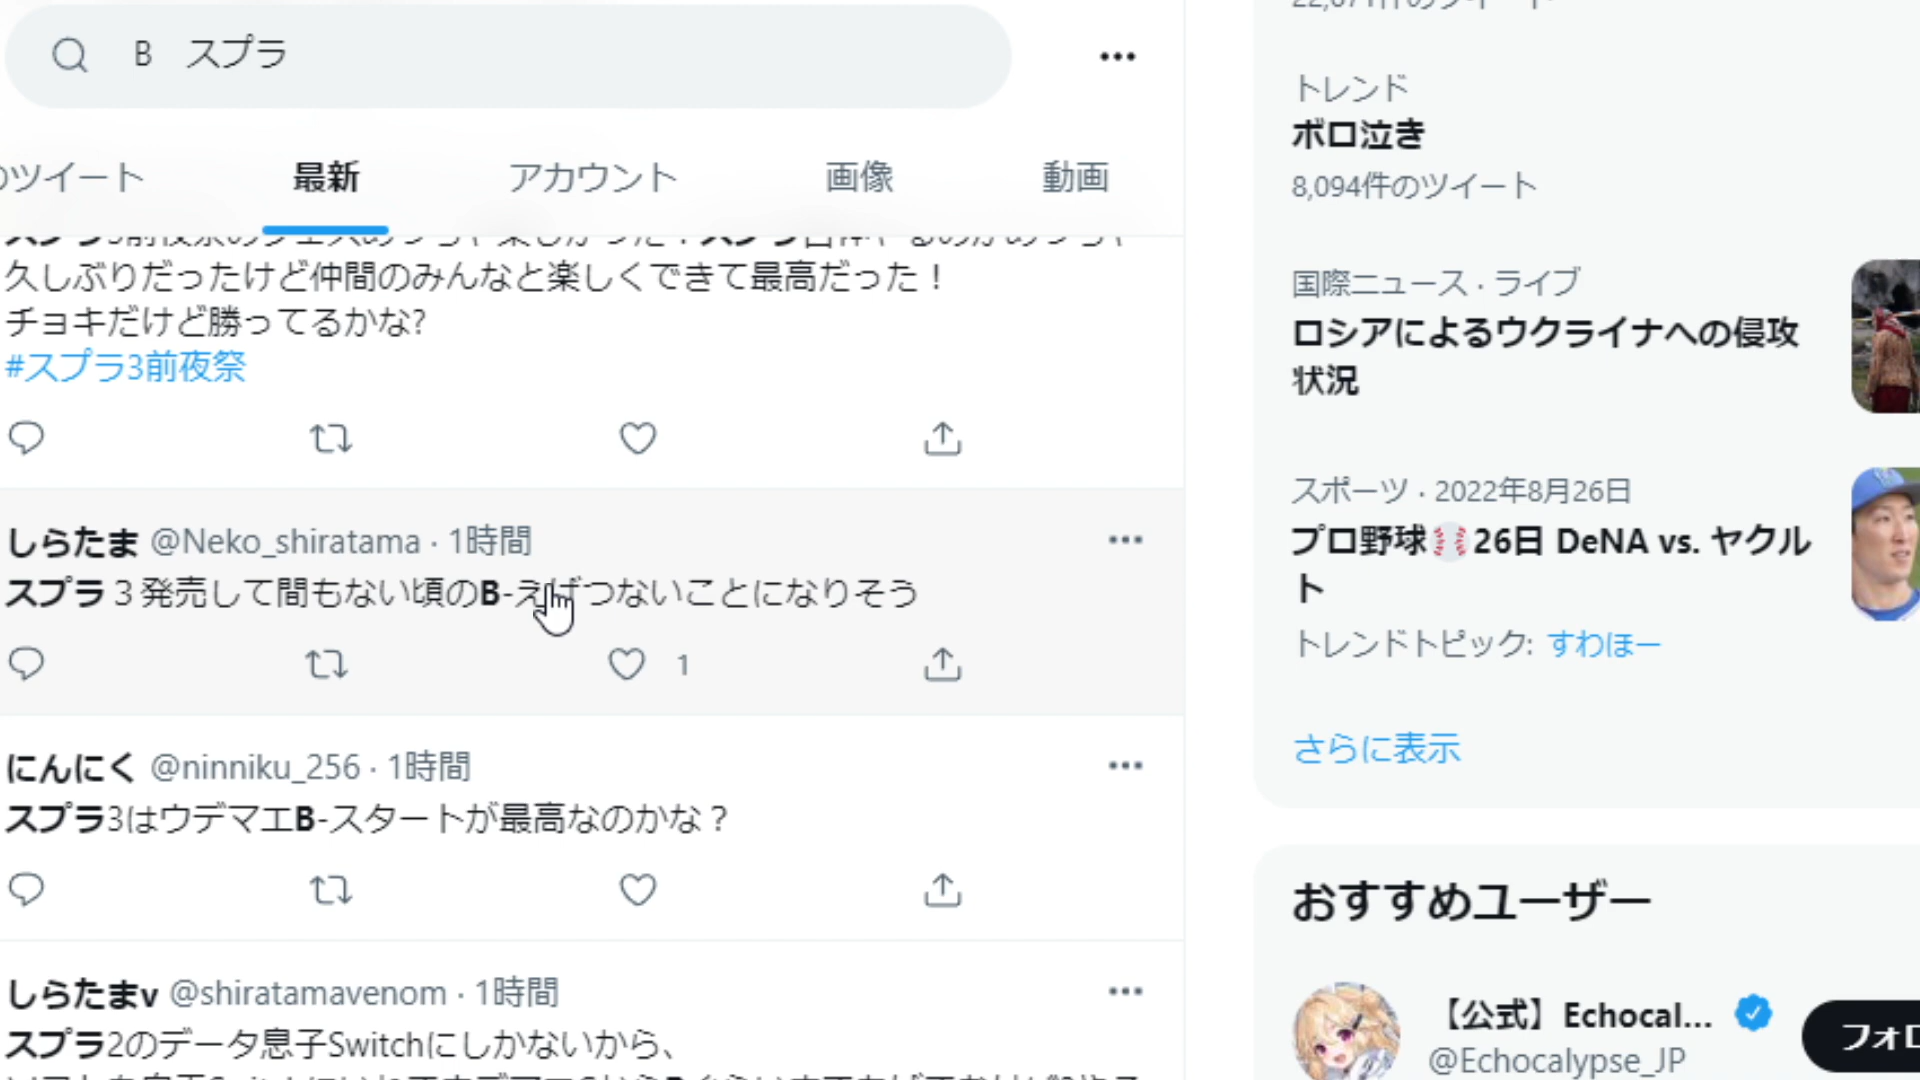 B スプラ
のツイート
最新
アカウント
画像
動画
久しぶりだったけど仲間のみんなと楽しくできて最高だった！
チョキだけど勝ってるかな?
#スプラ3前夜祭
しらたま @Neko_shiratama · 1時間
スプラ３発売して間もない頃のB-えげつないことになりそう
1
にんにく @ninniku_256 · 1時間
スプラ3はウデマエB-スタートが最高なのかな？
しらたまv @shiratamavenom · 1時間
スプラ2のデータ息子Switchにしかないから、
トレンド
ボロ泣き
8,094件のツイート
国際ニュース · ライブ
ロシアによるウクライナへの侵攻
状況
スポーツ · 2022年8月26日
プロ野球⚾26日 DeNA vs. ヤクル
ト
トレンドトピック: すわほー
さらに表示
おすすめユーザー
【公式】Echocal...
@Echocalypse_JP
フォロ